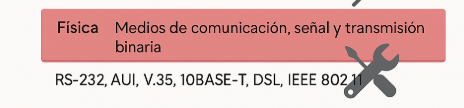 Física Medios de comunicación, señal y transmisión
binaria
RS-232, AUI, V.35, 10BASE-T, DSL, IEEE 802.11